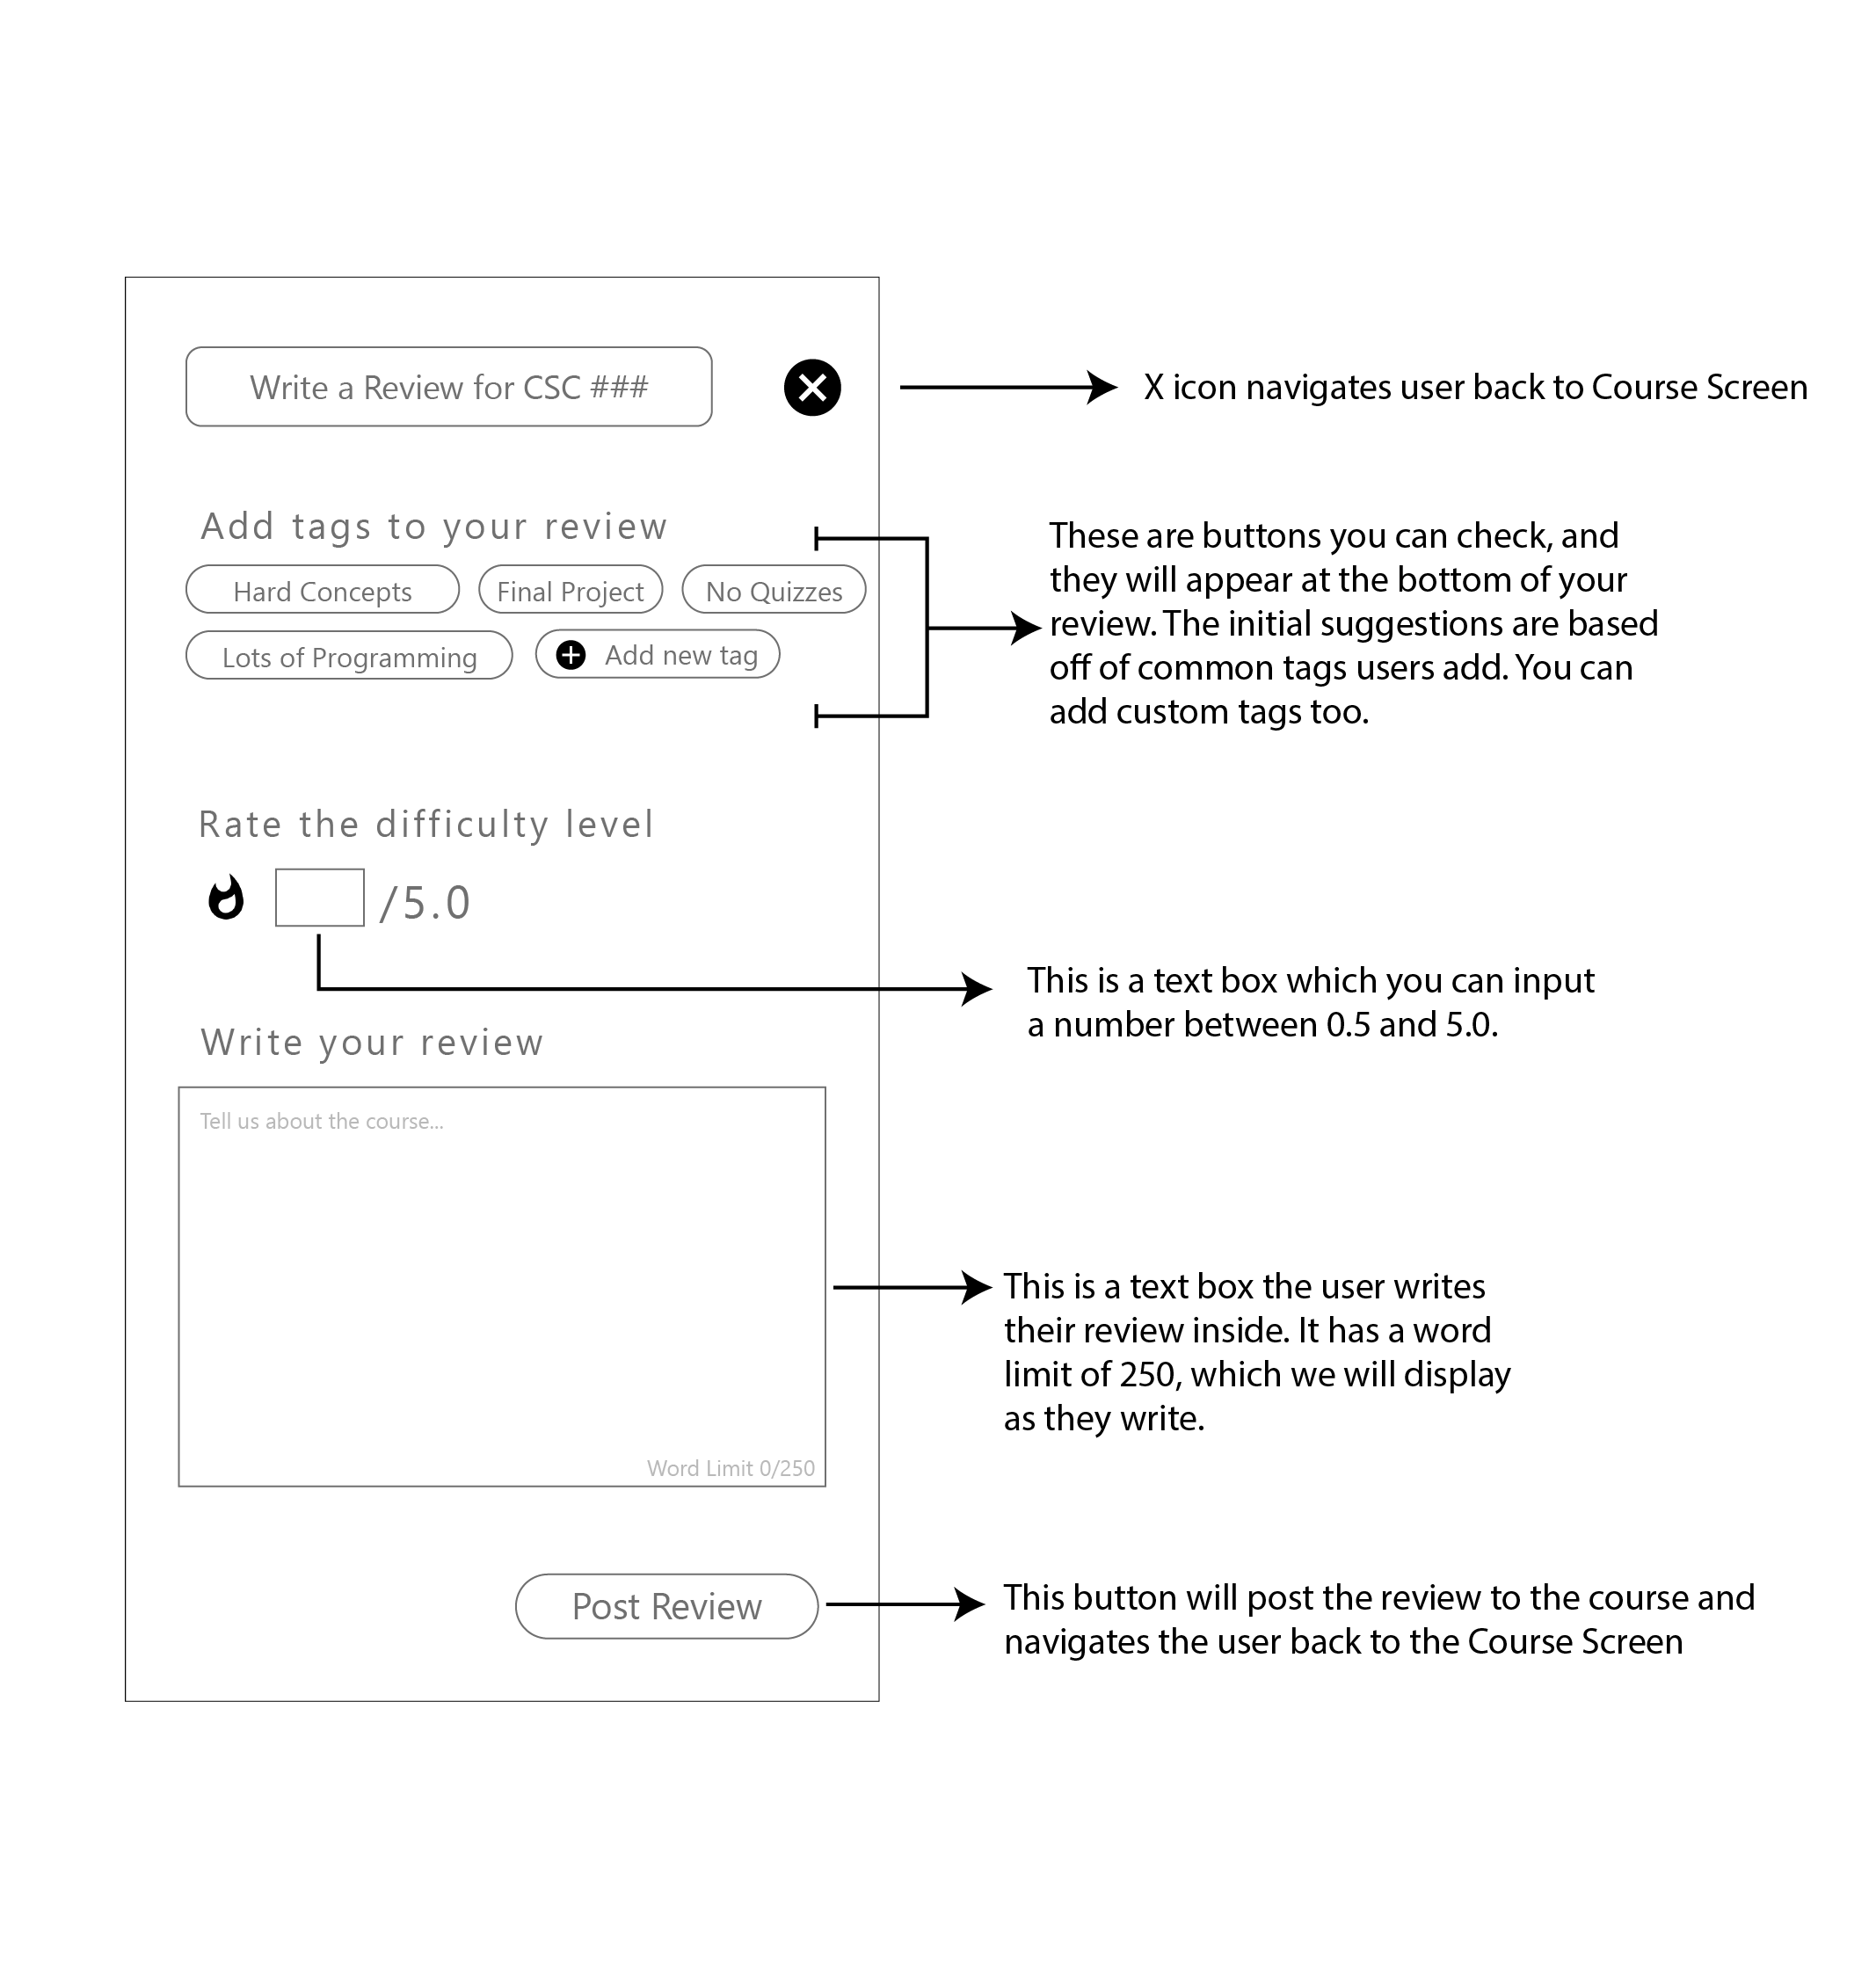 Write a Review for CSC ###
X icon navigates user back to Course Screen
Add tags to your review
Hard Concepts
Final Project
No Quizzes
Lots of Programming
Add new tag
These are buttons you can check, and
they will appear at the bottom of your
review. The initial suggestions are based
off of common tags users add. You can
add custom tags too.
Rate the difficulty level
/5.0
This is a text box which you can input
a number between 0.5 and 5.0.
Write your review
Tell us about the course...
Word Limit 0/250
This is a text box the user writes
their review inside. It has a word
limit of 250, which we will display
as they write.
Post Review
This button will post the review to the course and
navigates the user back to the Course Screen